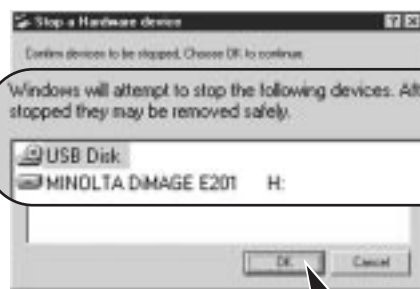 Stop a Hardware device
Confirm devices to be stopped, Choose OK to continue.
Windows will attempt to stop the following devices. Aft
stopped they may be removed safely.
USB Disk
MINOLTA DiMAGE E201 H:
OK Cancel